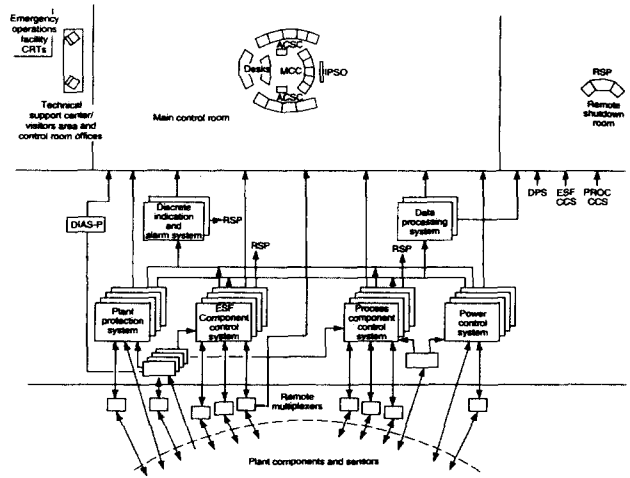 Emergency
operations
facility
CRTs
Technical
support center/
visitors area and
control room offices
Main control room
ACSC
Desks
MCC
IPSO
ACSC
RSP
Remote
shutdown
room
DPS
ESF
CCS
PROC
CCS
DIAS-P
Discrete
indication
and
alarm system
RSP
Data
processing
system
RSP
RSP
Plant
protection
system
ESF
Component
control
system
Process
component
control
system
Power
control
system
Remote
multiplexers
Plant components and sensors